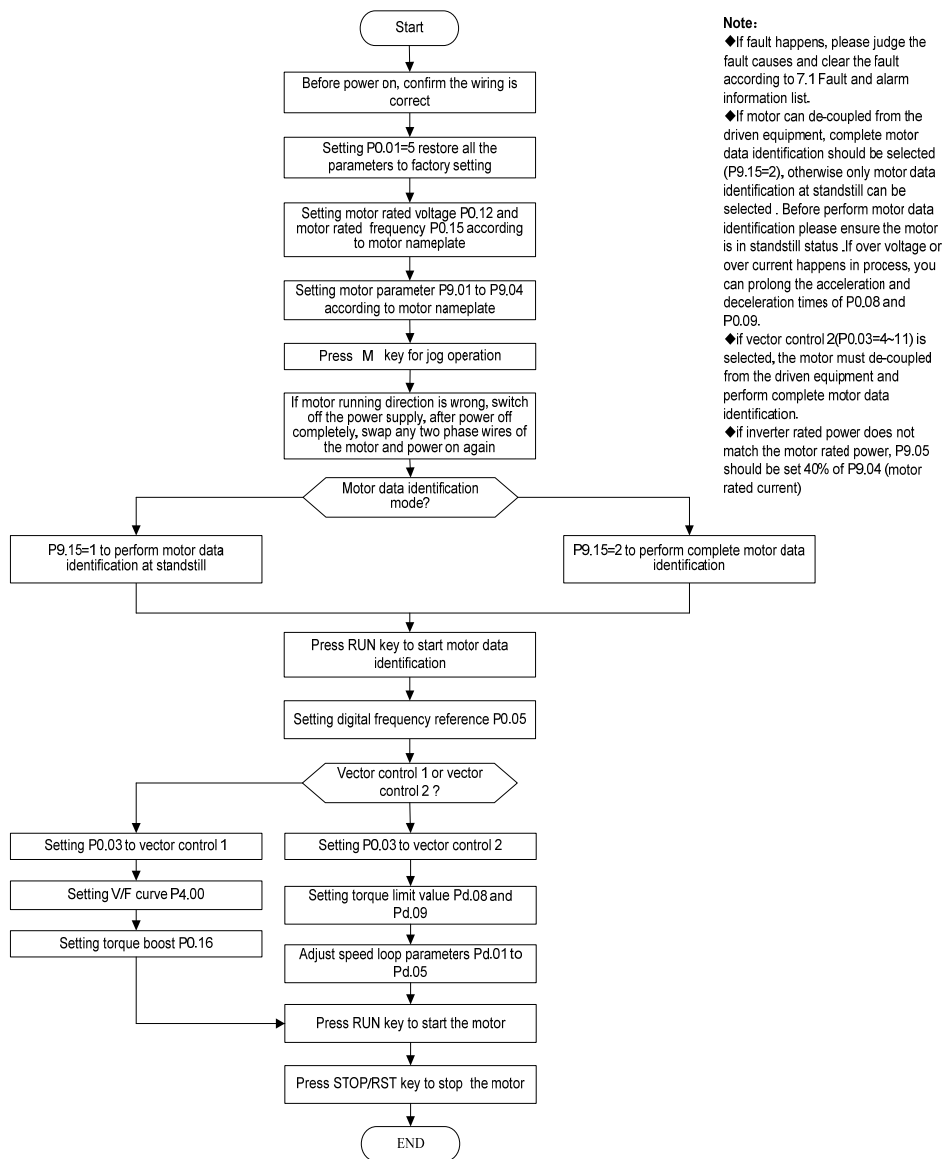 Start
Before power on, confirm the wiring is
correct
Setting P0.01=5 restore all the
parameters to factory setting
Setting motor rated voltage P0.12 and
motor rated frequency P0.15 according
to motor nameplate
Setting motor parameter P9.01 to P9.04
according to motor nameplate
Press M key for jog operation
If motor running direction is wrong, switch
off the power supply, after power off
completely, swap any two phase wires of
the motor and power on again
Motor data identification
mode?
P9.15=1 to perform motor data
identification at standstill
P9.15=2 to perform complete motor data
identification
Press RUN key to start motor data
identification
Setting digital frequency reference P0.05
Vector control 1 or vector
control 2 ?
Setting P0.03 to vector control 1
Setting V/F curve P4.00
Setting torque boost P0.16
Setting P0.03 to vector control 2
Setting torque limit value Pd.08 and
Pd.09
Adjust speed loop parameters Pd.01 to
Pd.05
Press RUN key to start the motor
Press STOP/RST key to stop the motor
END
Note:
◆If fault happens, please judge the
fault causes and clear the fault
according to 7.1 Fault and alarm
information list.
◆If motor can de-coupled from the
driven equipment, complete motor
data identification should be selected
(P9.15=2), otherwise only motor data
identification at standstill can be
selected . Before perform motor data
identification please ensure the motor
is in standstill status .If over voltage or
over current happens in process, you
can prolong the acceleration and
deceleration times of P0.08 and
P0.09.
◆if vector control 2(P0.03=4~11) is
selected, the motor must de-coupled
from the driven equipment and
perform complete motor data
identification.
◆if inverter rated power does not
match the motor rated power, P9.05
should be set 40% of P9.04 (motor
rated current)